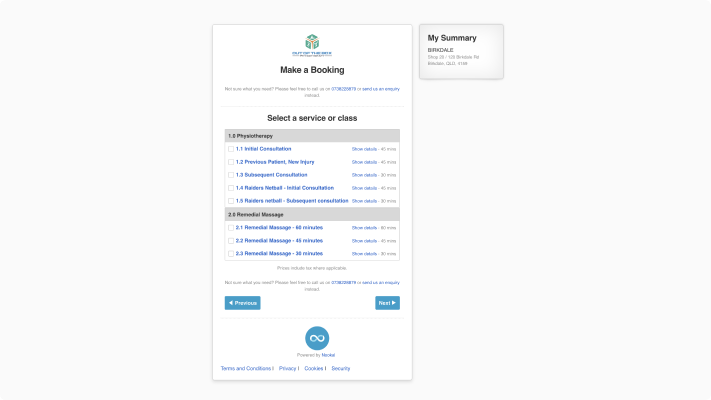 OUT OF THE BOX
Make a Booking
Not sure what you need? Please feel free to call us on 0738228879 or send us an enquiry
instead.
Select a service or class
1.0 Physiotherapy
1.1 Initial Consultation Show details - 45 mins
1.2 Previous Patient, New Injury Show details - 45 mins
1.3 Subsequent Consultation Show details - 30 mins
1.4 Raiders Netball - Initial Consultation Show details - 45 mins
1.5 Raiders netball - Subsequent consultation Show details - 30 mins
2.0 Remedial Massage
2.1 Remedial Massage - 60 minutes Show details - 60 mins
2.2 Remedial Massage - 45 minutes Show details - 45 mins
2.3 Remedial Massage - 30 minutes Show details - 30 mins
Prices include tax where applicable.
Not sure what you need? Please feel free to call us on 0738228879 or send us an enquiry
instead.
Previous
Next
Powered by Nookal
Terms and Conditions | Privacy | Cookies | Security
My Summary
BIRKDALE
Shop 20 / 120 Birkdale Rd
Birkdale, QLD, 4159